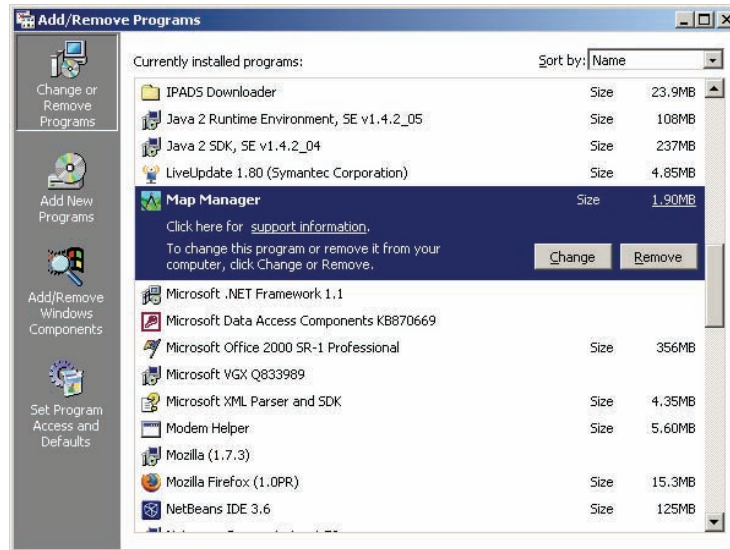 Add/Remove Programs
Change or
Remove
Programs
Add New
Programs
Add/Remove
Windows
Components
Set Program
Access and
Defaults
Currently installed programs:
Sort by: Name
IPADS Downloader Size 23.9MB
Java 2 Runtime Environment, SE v1.4.2_05 Size 108MB
Java 2 SDK, SE v1.4.2_04 Size 237MB
LiveUpdate 1.80 (Symantec Corporation) Size 4.85MB
Map Manager Size 1.90MB
Click here for support information.
To change this program or remove it from your
computer, click Change or Remove.
Change Remove
Microsoft .NET Framework 1.1
Microsoft Data Access Components KB870669
Microsoft Office 2000 SR-1 Professional Size 356MB
Microsoft VGX Q833989
Microsoft XML Parser and SDK Size 4.35MB
Modem Helper Size 5.60MB
Mozilla (1.7.3)
Mozilla Firefox (1.0PR) Size 15.3MB
NetBeans IDE 3.6 Size 125MB